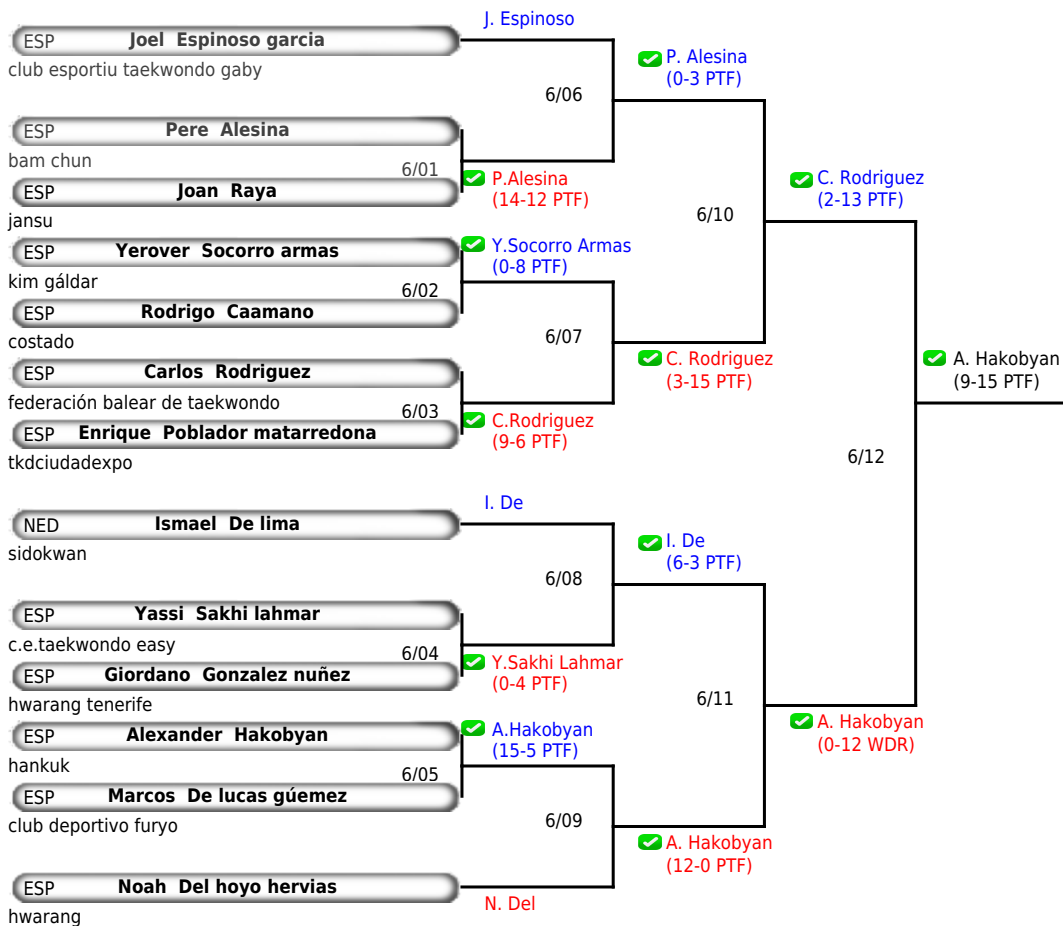 J. Espinoso
ESP Joel  Espinoso garcia
club esportiu taekwondo gaby
P. Alesina
(0-3 PTF)
6/06
ESP Pere  Alesina
bam chun
6/01
P.Alesina
(14-12 PTF)
ESP Joan  Raya
jansu
C. Rodriguez
(2-13 PTF)
6/10
ESP Yerover  Socorro armas
kim gáldar
Y.Socorro Armas
(0-8 PTF)
6/02
ESP Rodrigo  Caamano
costado
6/07
ESP Carlos  Rodriguez
federación balear de taekwondo
C. Rodriguez
(3-15 PTF)
A. Hakobyan
(9-15 PTF)
6/03
C.Rodriguez
(9-6 PTF)
ESP Enrique  Poblador matarredona
tkdciudadexpo
6/12
I. De
NED Ismael  De lima
sidokwan
I. De
(6-3 PTF)
6/08
ESP Yassi  Sakhi lahmar
c.e.taekwondo easy
6/04
Y.Sakhi Lahmar
(0-4 PTF)
ESP Giordano  Gonzalez nuñez
hwarang tenerife
6/11
A. Hakobyan
(0-12 WDR)
ESP Alexander  Hakobyan
hankuk
A.Hakobyan
(15-5 PTF)
6/05
ESP Marcos  De lucas gúemez
club deportivo furyo
6/09
A. Hakobyan
(12-0 PTF)
ESP Noah  Del hoyo hervias
hwarang
N. Del